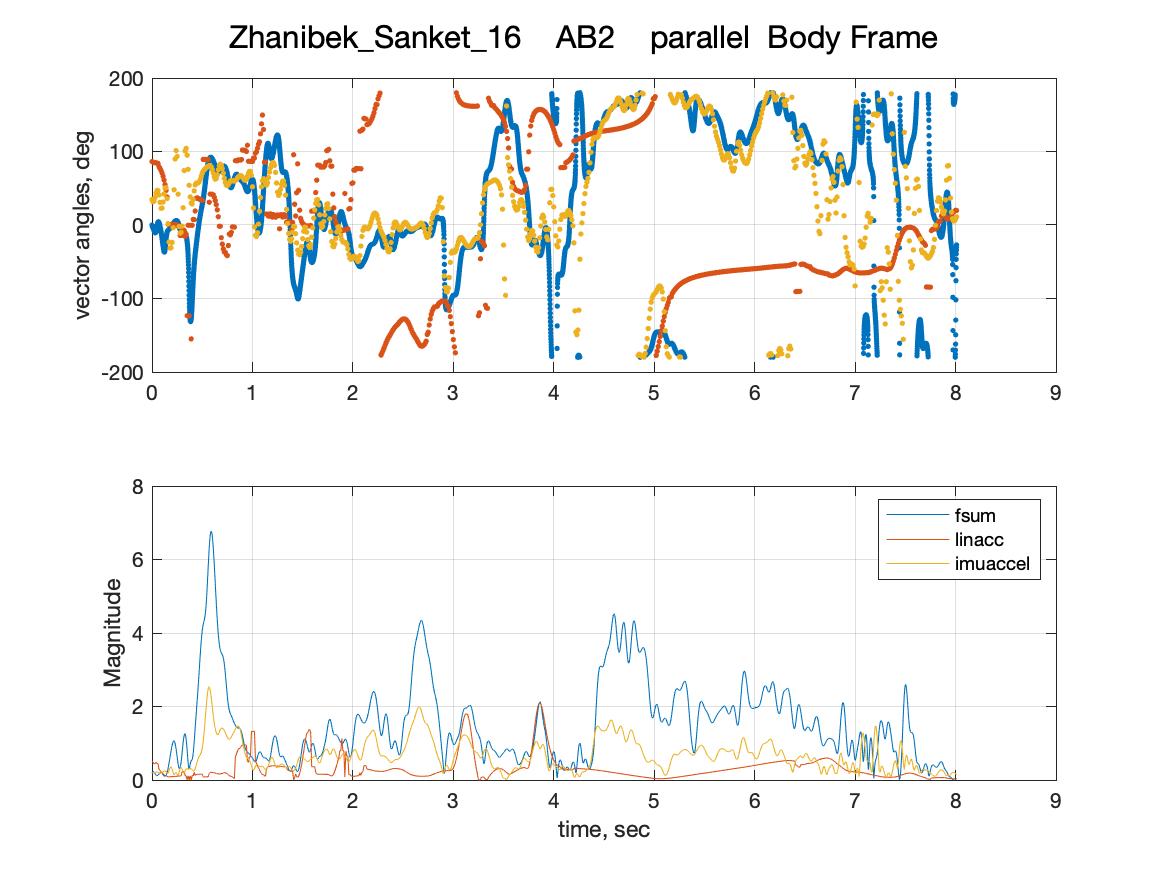 Zhanibek_Sanket_16 AB2 parallel Body Frame
200
100
0
-100
-200
vector angles, deg
0 1 2 3 4 5 6 7 8 9
8
6
4
2
0
Magnitude
fsum
linacc
imuaccel
0 1 2 3 4 5 6 7 8 9
time, sec